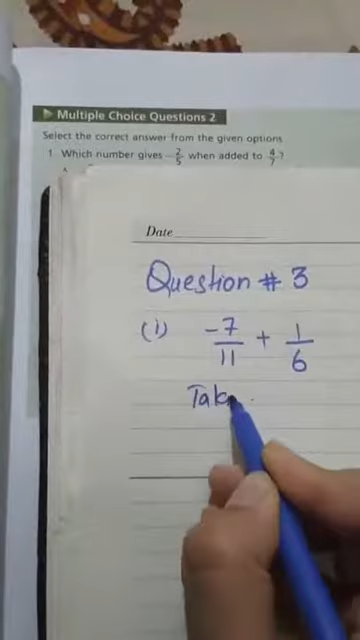 ▶ Multiple Choice Questions 2
Select the correct answer from the given options
1 Which number gives -2/5 when added to 4/7?
Date
Question # 3
(i) -7/11 + 1/6
Tak